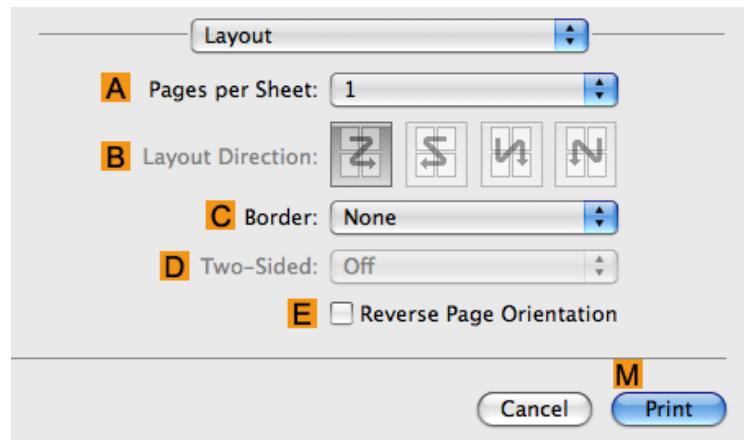 Layout
A Pages per Sheet: 1
B Layout Direction:
C Border: None
D Two-Sided: Off
E Reverse Page Orientation
M
Cancel Print